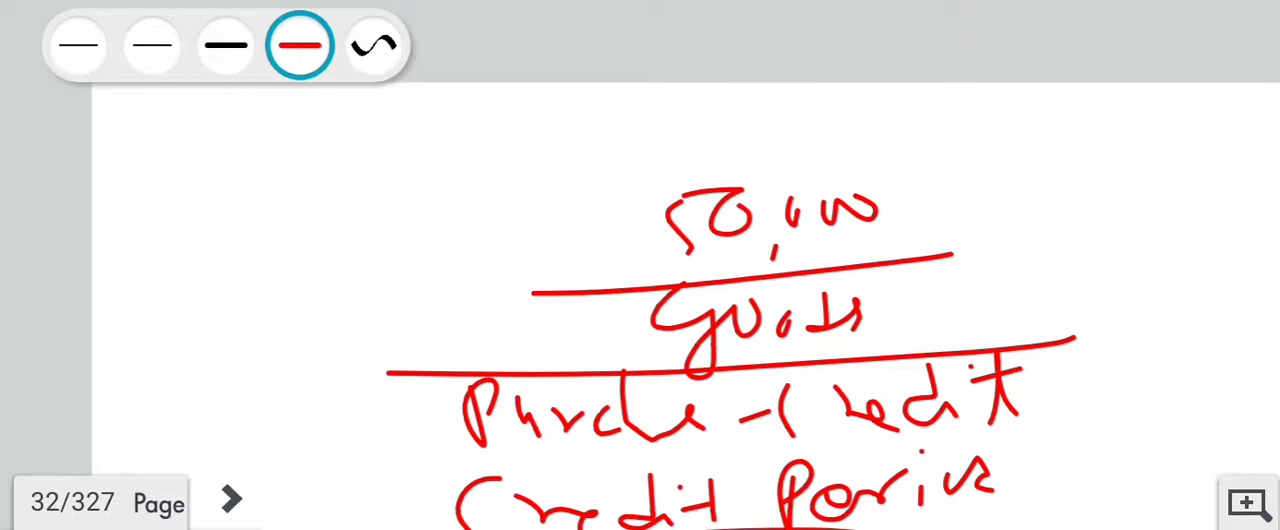 50,000
Goods
Purchase - Credit
Credit Period
32/327 Page